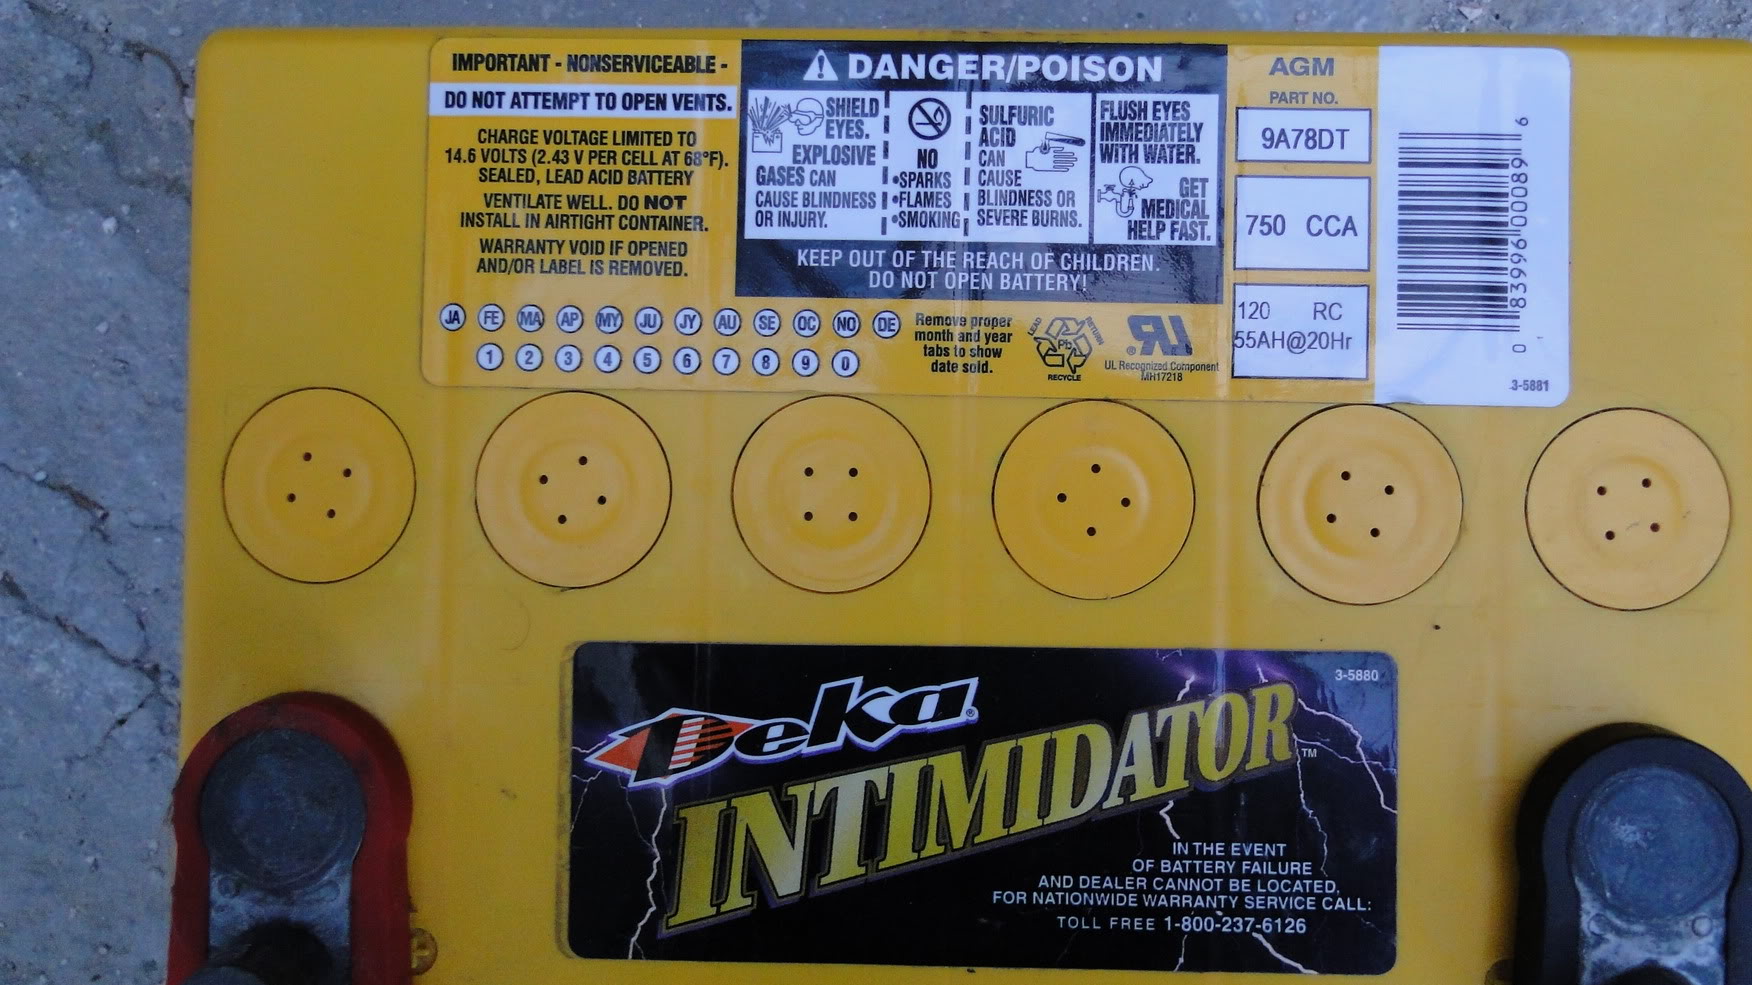 IMPORTANT - NONSERVICEABLE -
DO NOT ATTEMPT TO OPEN VENTS.
CHARGE VOLTAGE LIMITED TO
14.6 VOLTS (2.43 V PER CELL AT 68°F).
SEALED, LEAD ACID BATTERY
VENTILATE WELL. DO NOT
INSTALL IN AIRTIGHT CONTAINER.
WARRANTY VOID IF OPENED
AND/OR LABEL IS REMOVED.
DANGER/POISON
SHIELD
EYES.
EXPLOSIVE
GASES CAN
CAUSE BLINDNESS
OR INJURY.
NO
•SPARKS
•FLAMES
•SMOKING
SULFURIC
ACID
CAN
CAUSE
BLINDNESS OR
SEVERE BURNS.
FLUSH EYES
IMMEDIATELY
WITH WATER.
GET
MEDICAL
HELP FAST.
KEEP OUT OF THE REACH OF CHILDREN.
DO NOT OPEN BATTERY!
AGM
PART NO.
9A78DT
750 CCA
120 RC
55AH@20Hr
0 83996 00089 6
3-5881
JA FE MA AP MY JU JY AU SE OC NO DE
1 2 3 4 5 6 7 8 9 0
Remove proper
month and year
tabs to show
date sold.
LEAD
RETURN
Pb
RECYCLE
UL Recognized Component
MH17218
3-5880
Deka®
INTIMIDATOR™
IN THE EVENT
OF BATTERY FAILURE
AND DEALER CANNOT BE LOCATED,
FOR NATIONWIDE WARRANTY SERVICE CALL:
TOLL FREE 1-800-237-6126